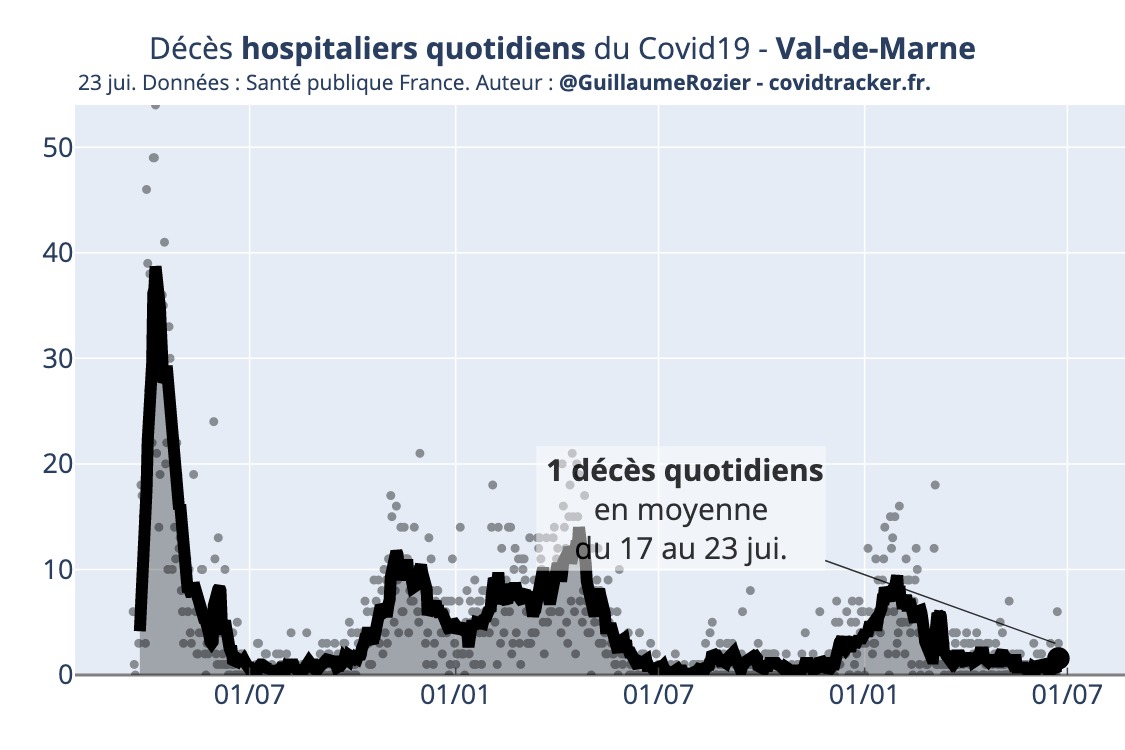 Décès hospitaliers quotidiens du Covid19 - Val-de-Marne
23 jui. Données : Santé publique France. Auteur : @GuillaumeRozier - covidtracker.fr.
50
40
30
20
10
0
1 décès quotidiens
en moyenne
du 17 au 23 jui.
01/07 01/01 01/07 01/01 01/07